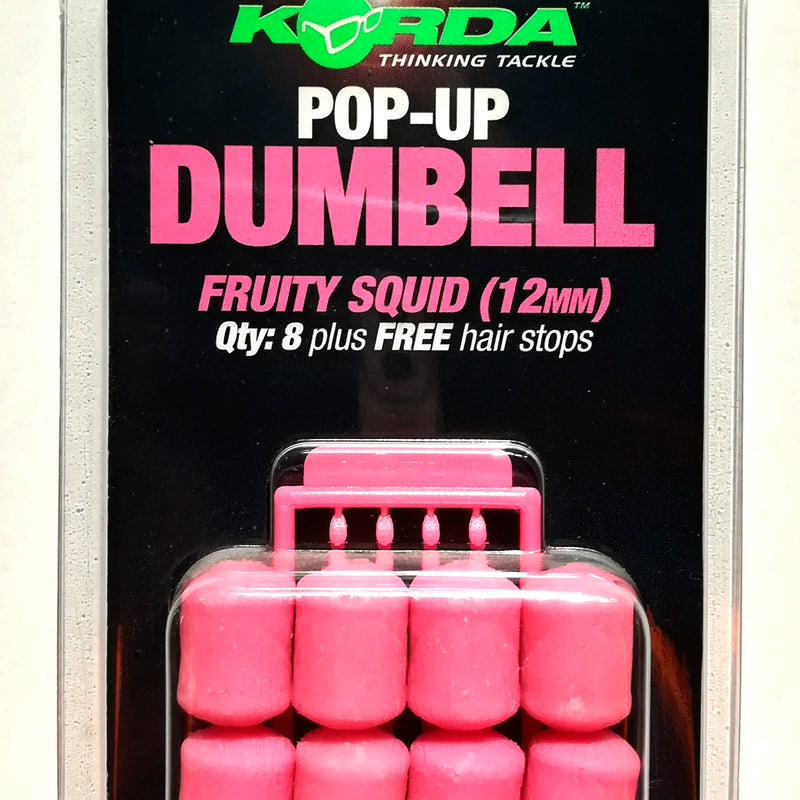 KORDA™
THINKING TACKLE
POP-UP
DUMBELL
FRUITY SQUID (12MM)
Qty: 8 plus FREE hair stops